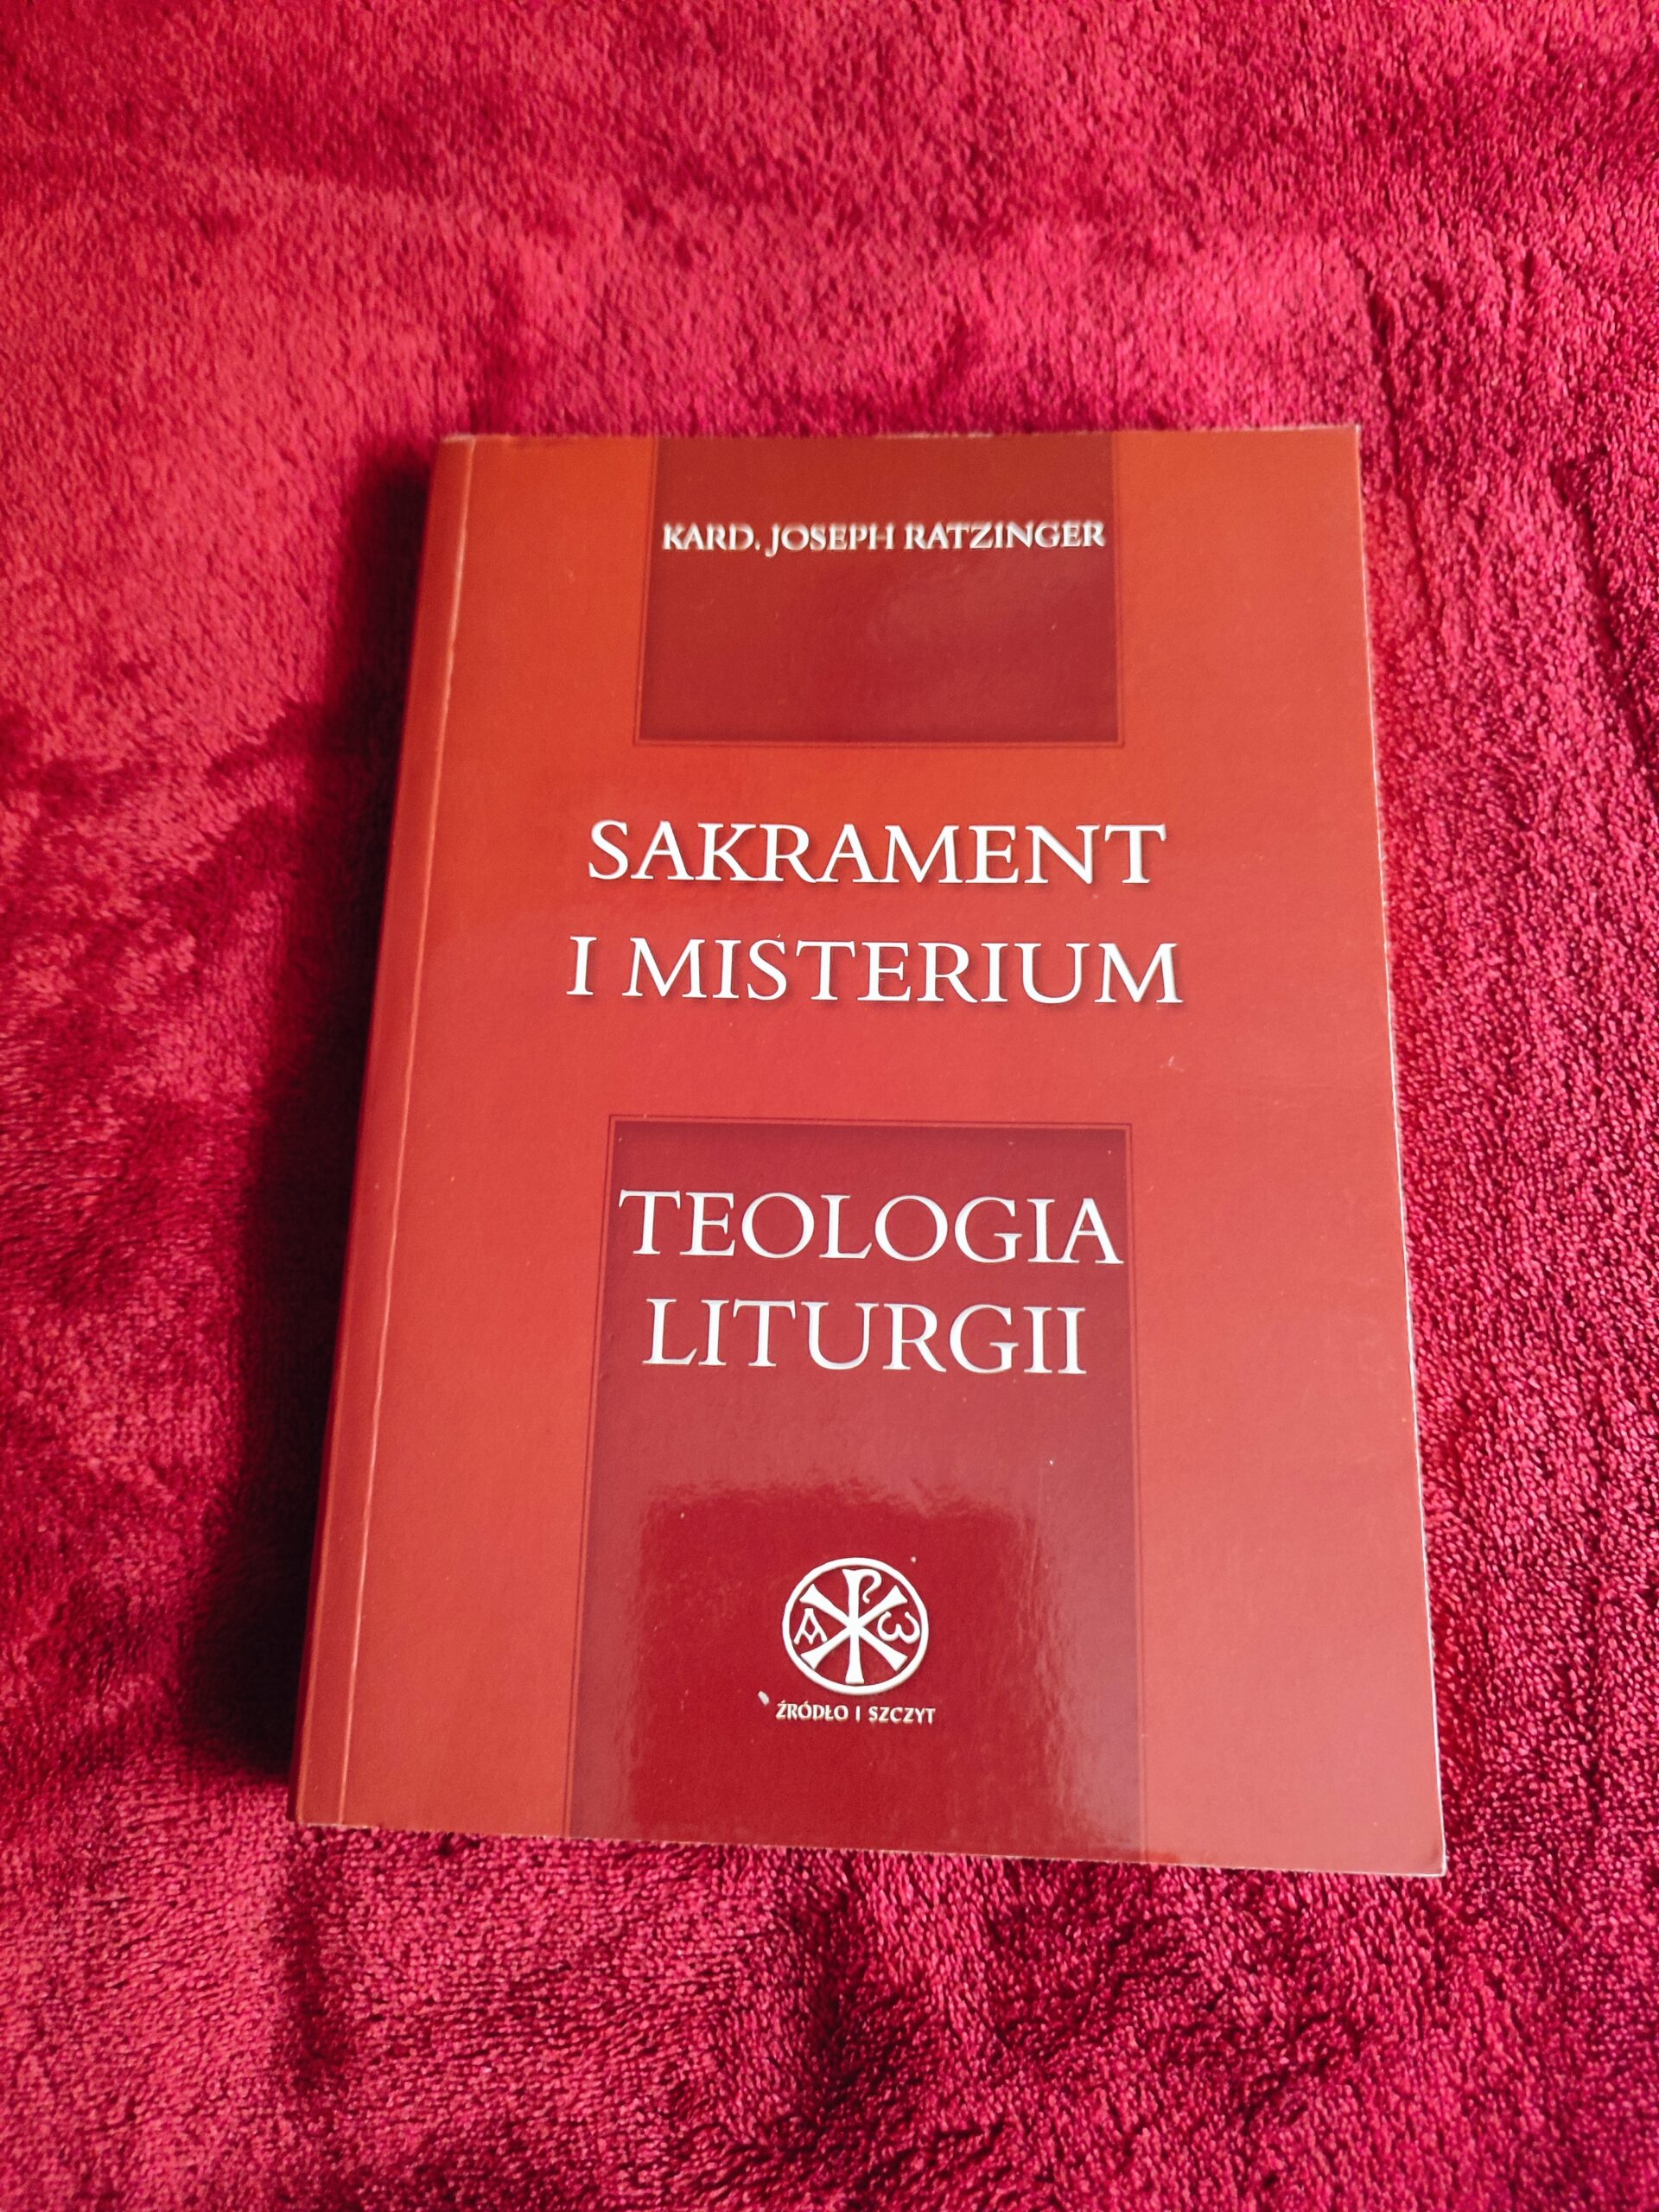 KARD. JOSEPH RATZINGER
SAKRAMENT
I MISTERIUM
TEOLOGIA
LITURGII
Α Ω
ŹRÓDŁO I SZCZYT